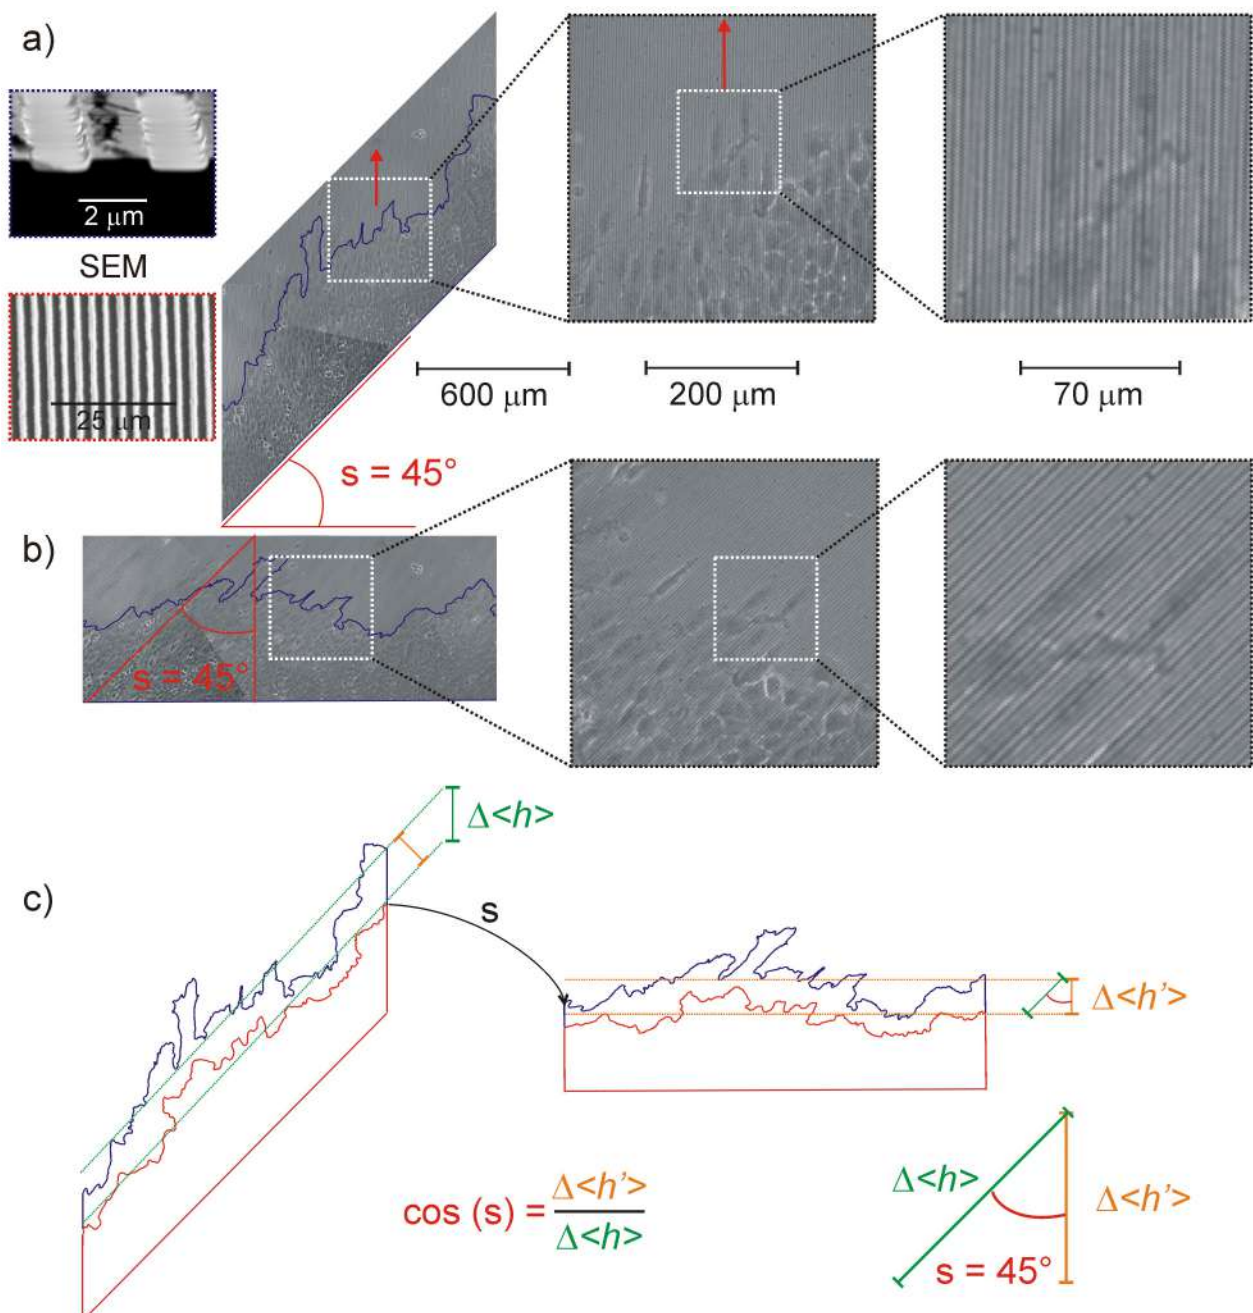 a)
2 μm
SEM
25 μm
600 μm
200 μm
70 μm
s = 45°
b)
s = 45°
Δ<h>
c)
s
Δ<h'>
cos (s) = Δ<h'>
Δ<h>
Δ<h>
Δ<h'>
s = 45°